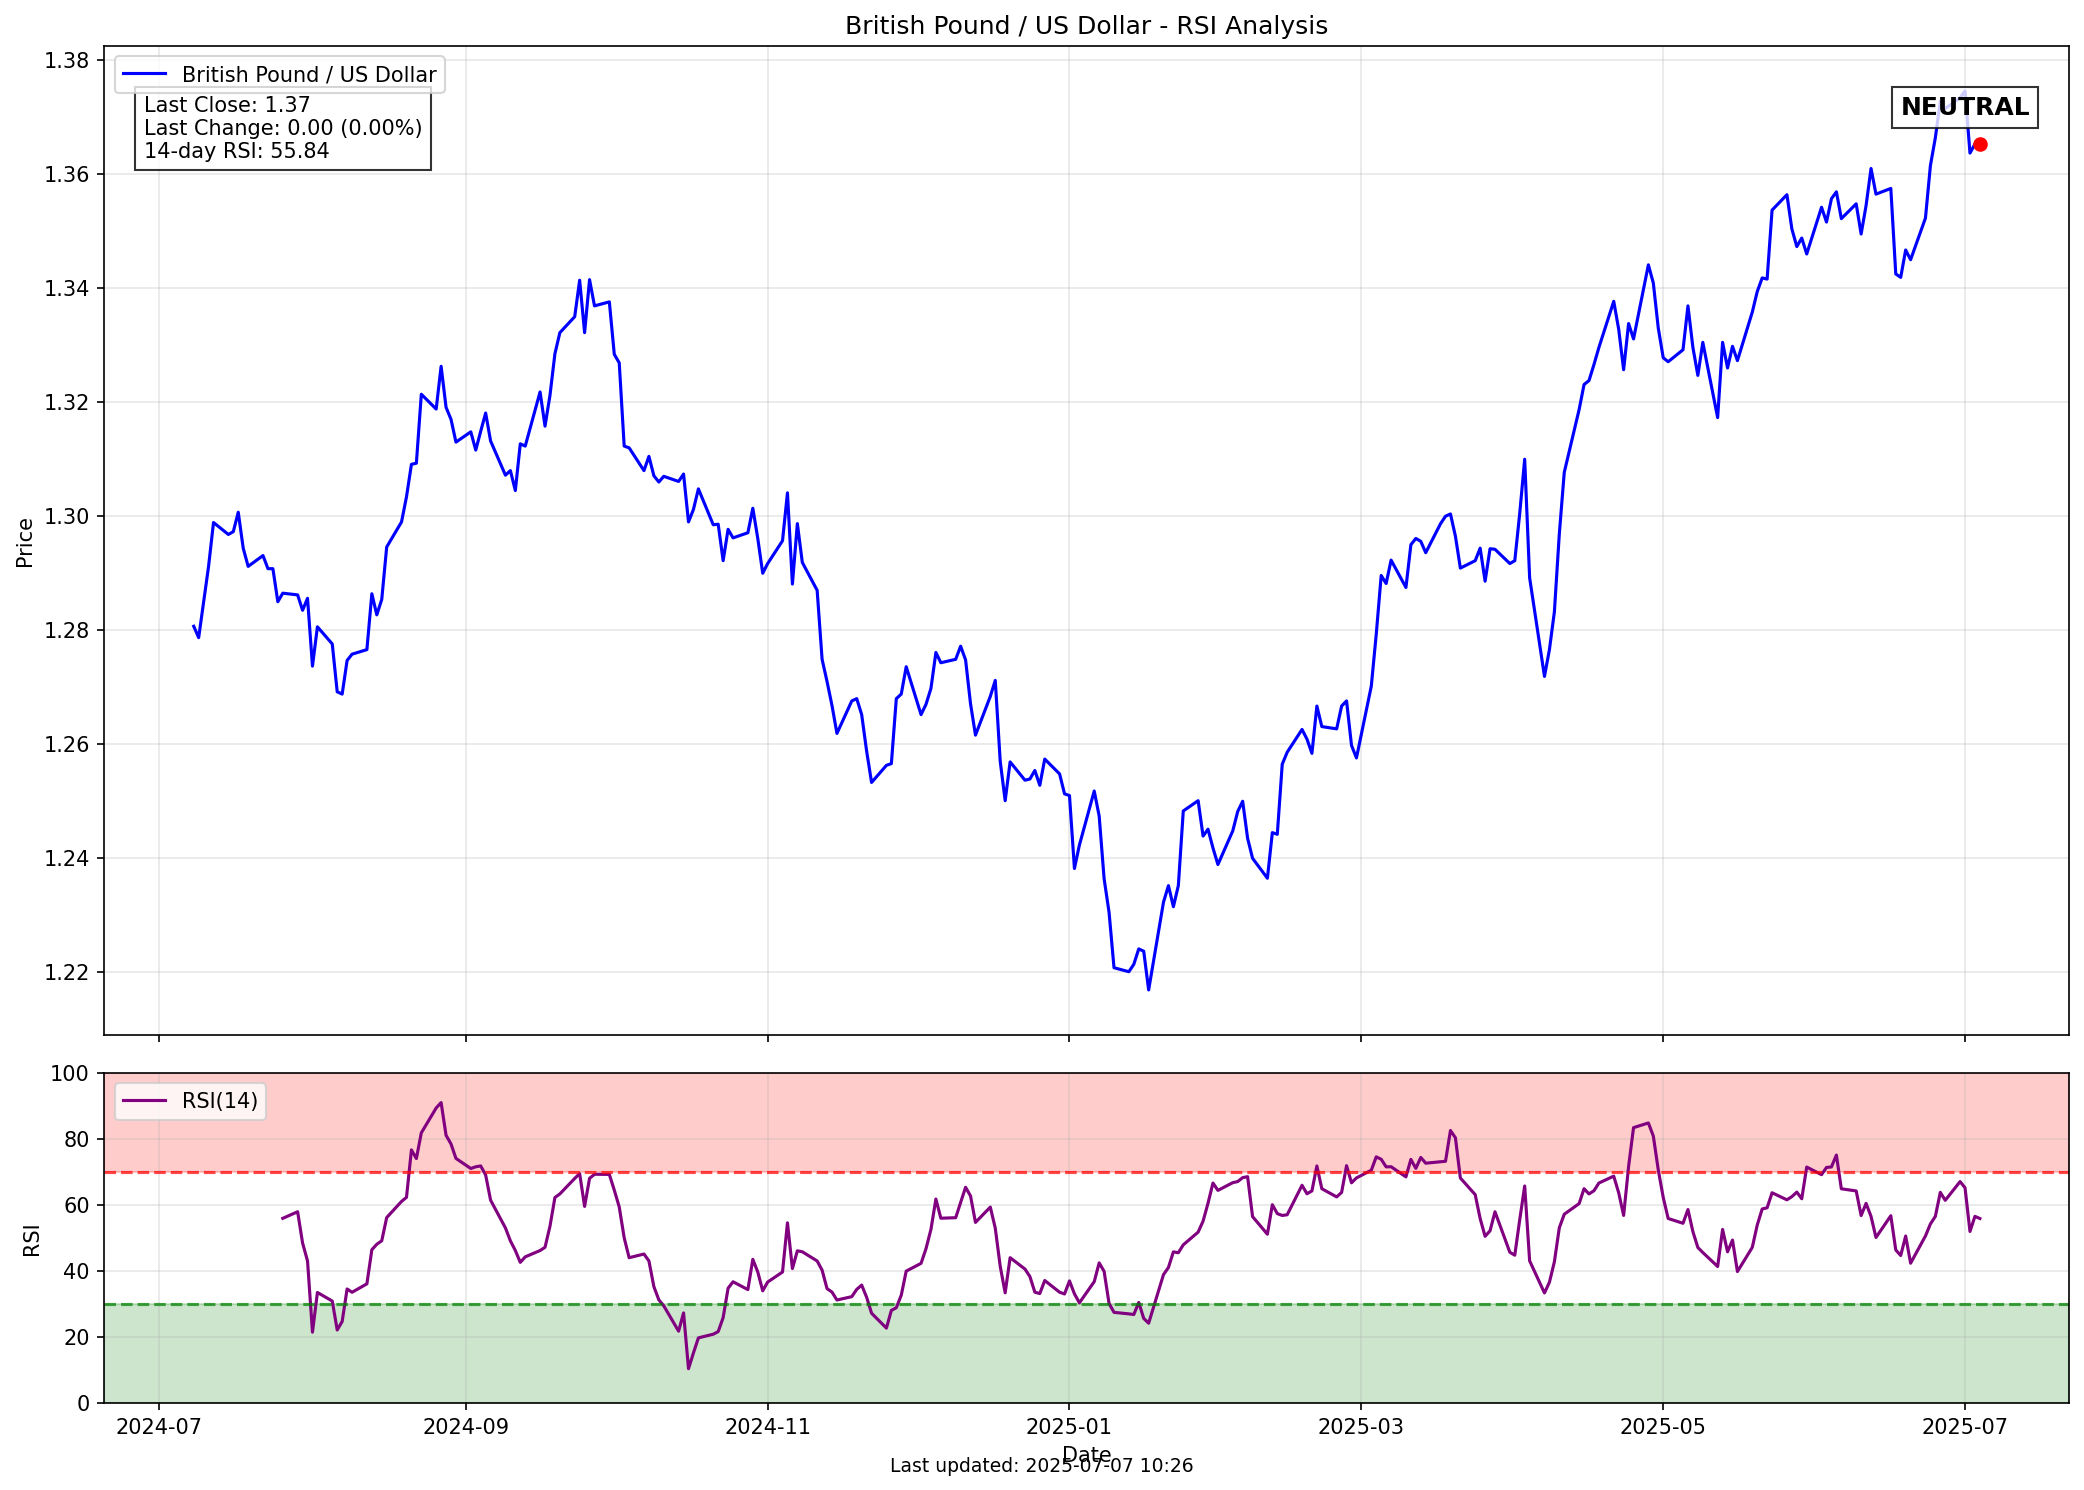 British Pound / US Dollar - RSI Analysis
British Pound / US Dollar
Last Close: 1.37
Last Change: 0.00 (0.00%)
14-day RSI: 55.84
NEUTRAL
1.38
1.36
1.34
1.32
1.30
1.28
1.26
1.24
1.22
Price
RSI(14)
100
80
60
40
20
0
RSI
2024-07
2024-09
2024-11
2025-01
2025-03
2025-05
2025-07
Date
Last updated: 2025-07-07 10:26